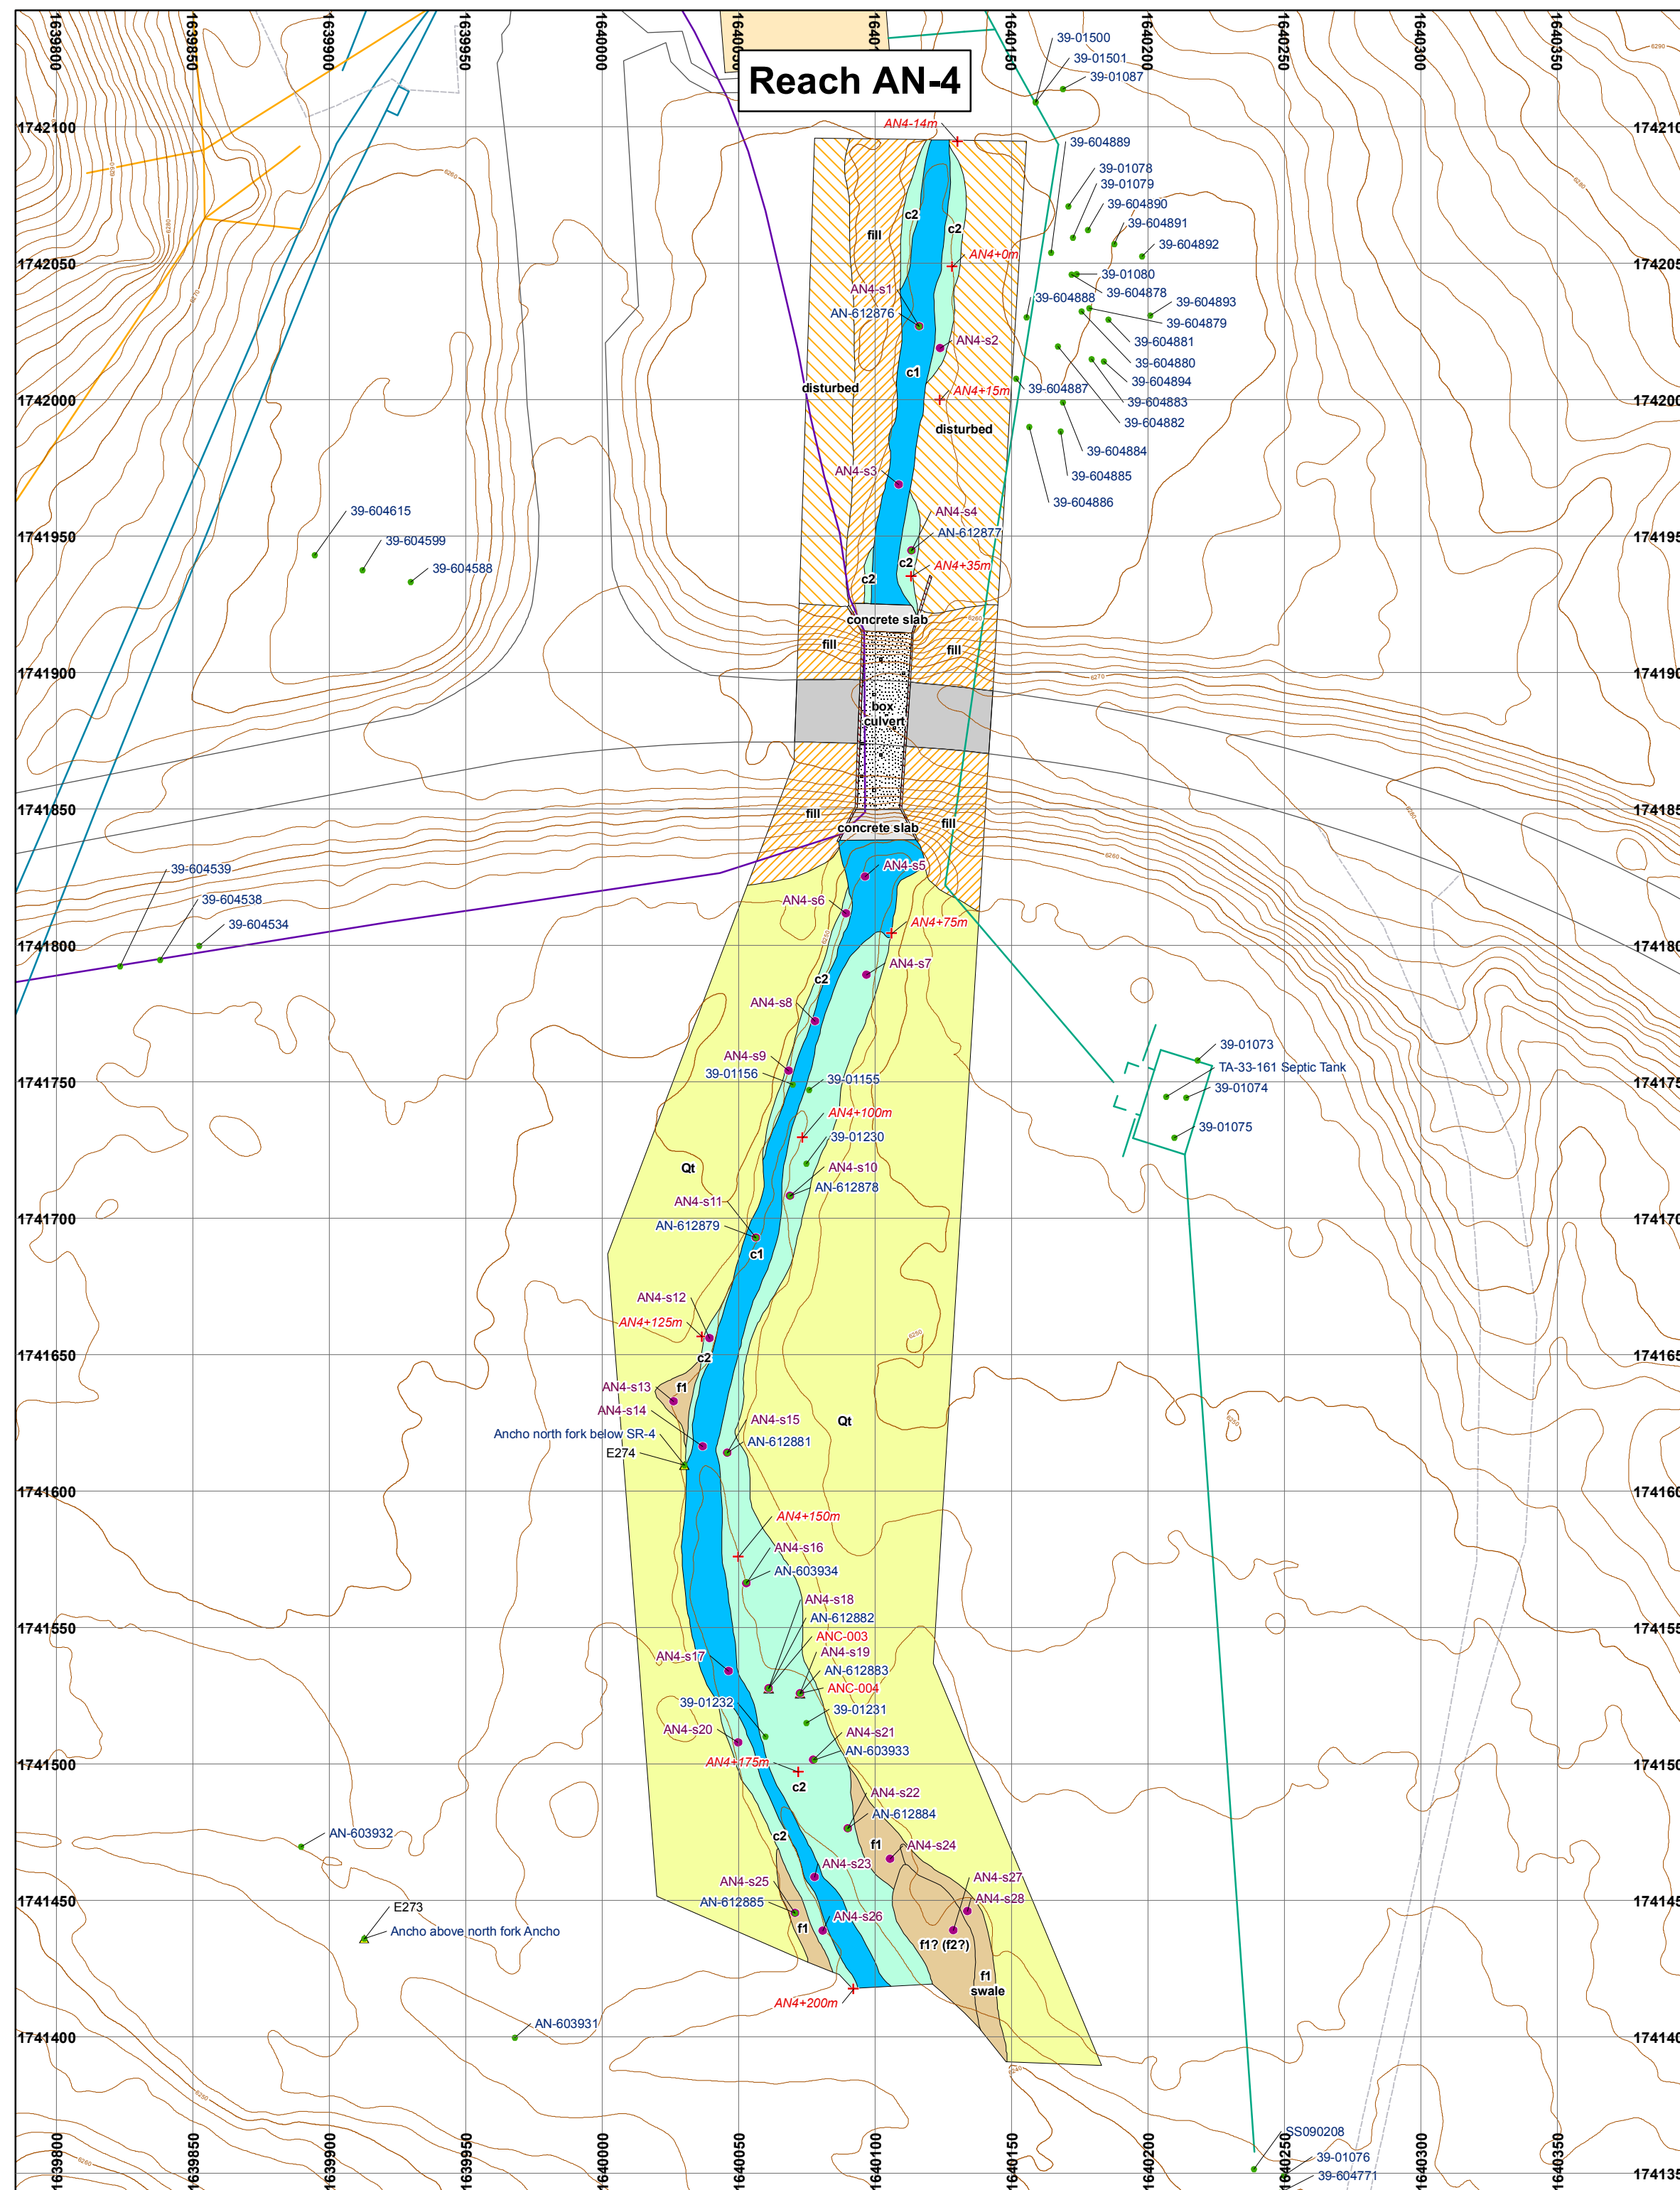 1639800
1639850
1639900
1639950
1640000
1640150
1640200
1640250
1640300
1640350
Reach AN-4
39-01500
39-01501
39-01087
1742100
AN4-14m
39-604889
39-01078
39-01079
39-604890
39-604891
39-604892
c2
c2
fill
1742050
AN4+0m
39-01080
39-604878
39-604888
39-604893
39-604879
AN4-s1
AN-612876
AN4-s2
39-604881
39-604880
c1
39-604894
disturbed
AN4+15m
39-604887
39-604883
1742000
39-604882
disturbed
39-604884
AN4-s3
39-604885
39-604886
39-604615
AN4-s4
AN-612877
1741950
39-604599
39-604588
c2
AN4+35m
c2
concrete slab
fill
fill
1741900
box
culvert
1741850
fill
fill
concrete slab
39-604539
AN4-s5
39-604538
AN4-s6
39-604534
AN4+75m
1741800
AN4-s7
c2
AN4-s8
39-01073
AN4-s9
TA-33-161 Septic Tank
39-01156
39-01155
39-01074
1741750
AN4+100m
39-01075
39-01230
Qt
AN4-s10
AN-612878
AN4-s11
1741700
AN-612879
c1
AN4-s12
AN4+125m
1741650
c2
AN4-s13
f1
AN4-s14
AN4-s15
Qt
Ancho north fork below SR-4
AN-612881
E274
1741600
AN4+150m
AN4-s16
AN-603934
AN4-s18
AN-612882
1741550
ANC-003
AN4-s17
AN4-s19
AN-612883
ANC-004
39-01232
39-01231
AN4-s20
AN4-s21
AN-603933
AN4+175m
1741500
c2
AN4-s22
AN-612884
AN-603932
c2
f1
AN4-s24
AN4-s23
AN4-s25
AN4-s27
1741450
AN-612885
AN4-s28
E273
AN4-s26
f1
Ancho above north fork Ancho
f1? (f2?)
f1
swale
AN4+200m
AN-603931
1741400
SS090208
39-01076
39-604771
1639800
1639850
1639900
1639950
1640000
1640050
1640100
1640150
1640200
1640250
1640300
1640350